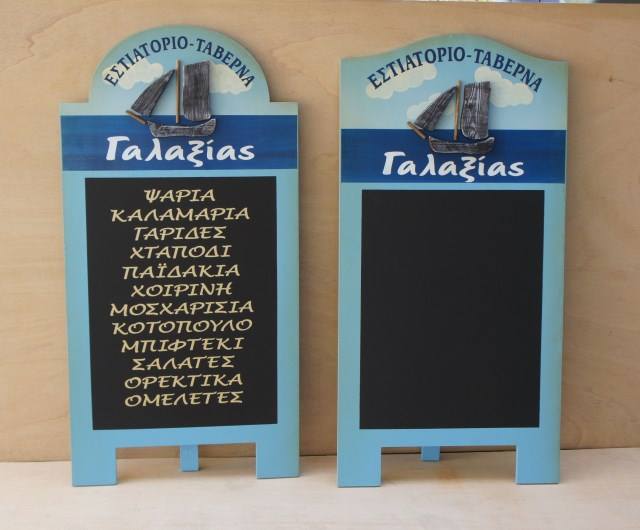 ΕΣΤΙΑΤΟΡΙΟ-ΤΑΒΕΡΝΑ
Γαλαξίας
ΨΑΡΙΑ
ΚΑΛΑΜΑΡΙΑ
ΓΑΡΙΔΕΣ
ΧΤΑΠΟΔΙ
ΠΑΪΔΑΚΙΑ
ΧΟΙΡΙΝΗ
ΜΟΣΧΑΡΙΣΙΑ
ΚΟΤΟΠΟΥΛΟ
ΜΠΙΦΤΕΚΙ
ΣΑΛΑΤΕΣ
ΟΡΕΚΤΙΚΑ
ΟΜΕΛΕΤΕΣ
ΕΣΤΙΑΤΟΡΙΟ-ΤΑΒΕΡΝΑ
Γαλαξίας